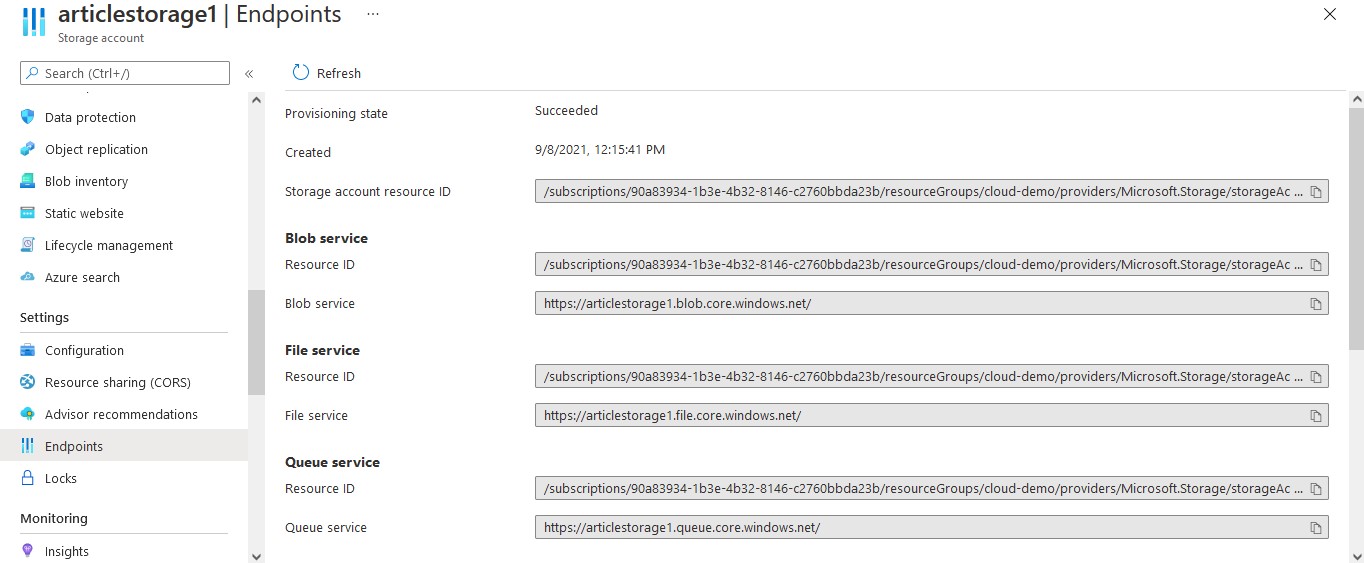 articlestorage1 | Endpoints ...
Storage account
Search (Ctrl+/)
«
Data protection
Object replication
Blob inventory
Static website
Lifecycle management
Azure search
Settings
Configuration
Resource sharing (CORS)
Advisor recommendations
Endpoints
Locks
Monitoring
Insights
Refresh
Provisioning state Succeeded
Created 9/8/2021, 12:15:41 PM
Storage account resource ID /subscriptions/90a83934-1b3e-4b32-8146-c2760bbda23b/resourceGroups/cloud-demo/providers/Microsoft.Storage/storageAc ...
Blob service
Resource ID /subscriptions/90a83934-1b3e-4b32-8146-c2760bbda23b/resourceGroups/cloud-demo/providers/Microsoft.Storage/storageAc ...
Blob service https://articlestorage1.blob.core.windows.net/
File service
Resource ID /subscriptions/90a83934-1b3e-4b32-8146-c2760bbda23b/resourceGroups/cloud-demo/providers/Microsoft.Storage/storageAc ...
File service https://articlestorage1.file.core.windows.net/
Queue service
Resource ID /subscriptions/90a83934-1b3e-4b32-8146-c2760bbda23b/resourceGroups/cloud-demo/providers/Microsoft.Storage/storageAc ...
Queue service https://articlestorage1.queue.core.windows.net/